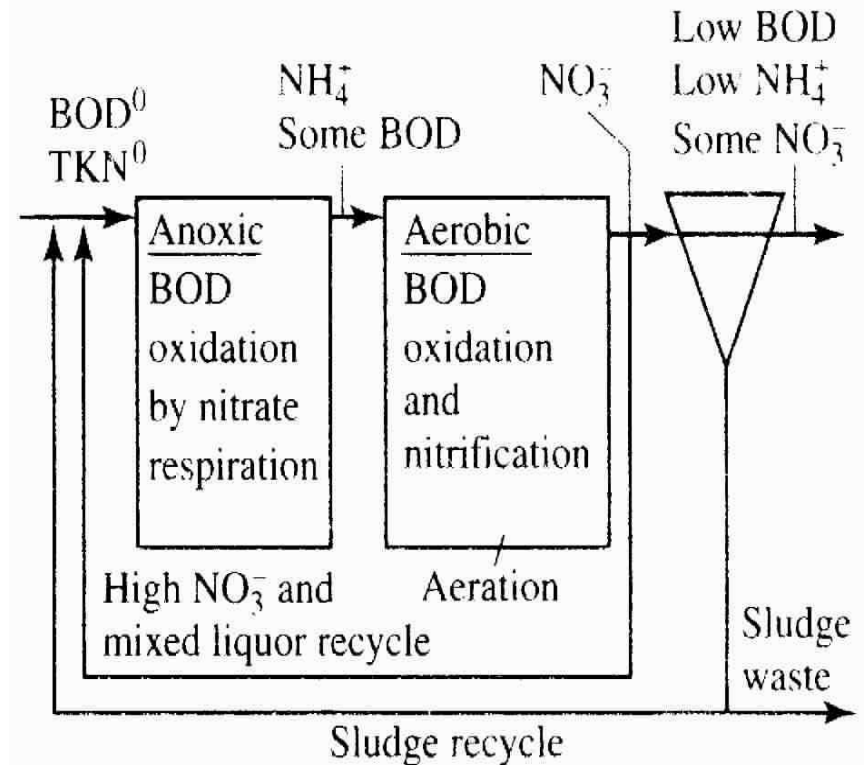 BOD⁰
TKN⁰
NH₄⁺
Some BOD
NO₃⁻
Low BOD
Low NH₄⁺
Some NO₃⁻
Anoxic
BOD
oxidation
by nitrate
respiration
Aerobic
BOD
oxidation
and
nitrification
Aeration
High NO₃⁻ and
mixed liquor recycle
Sludge
waste
Sludge recycle